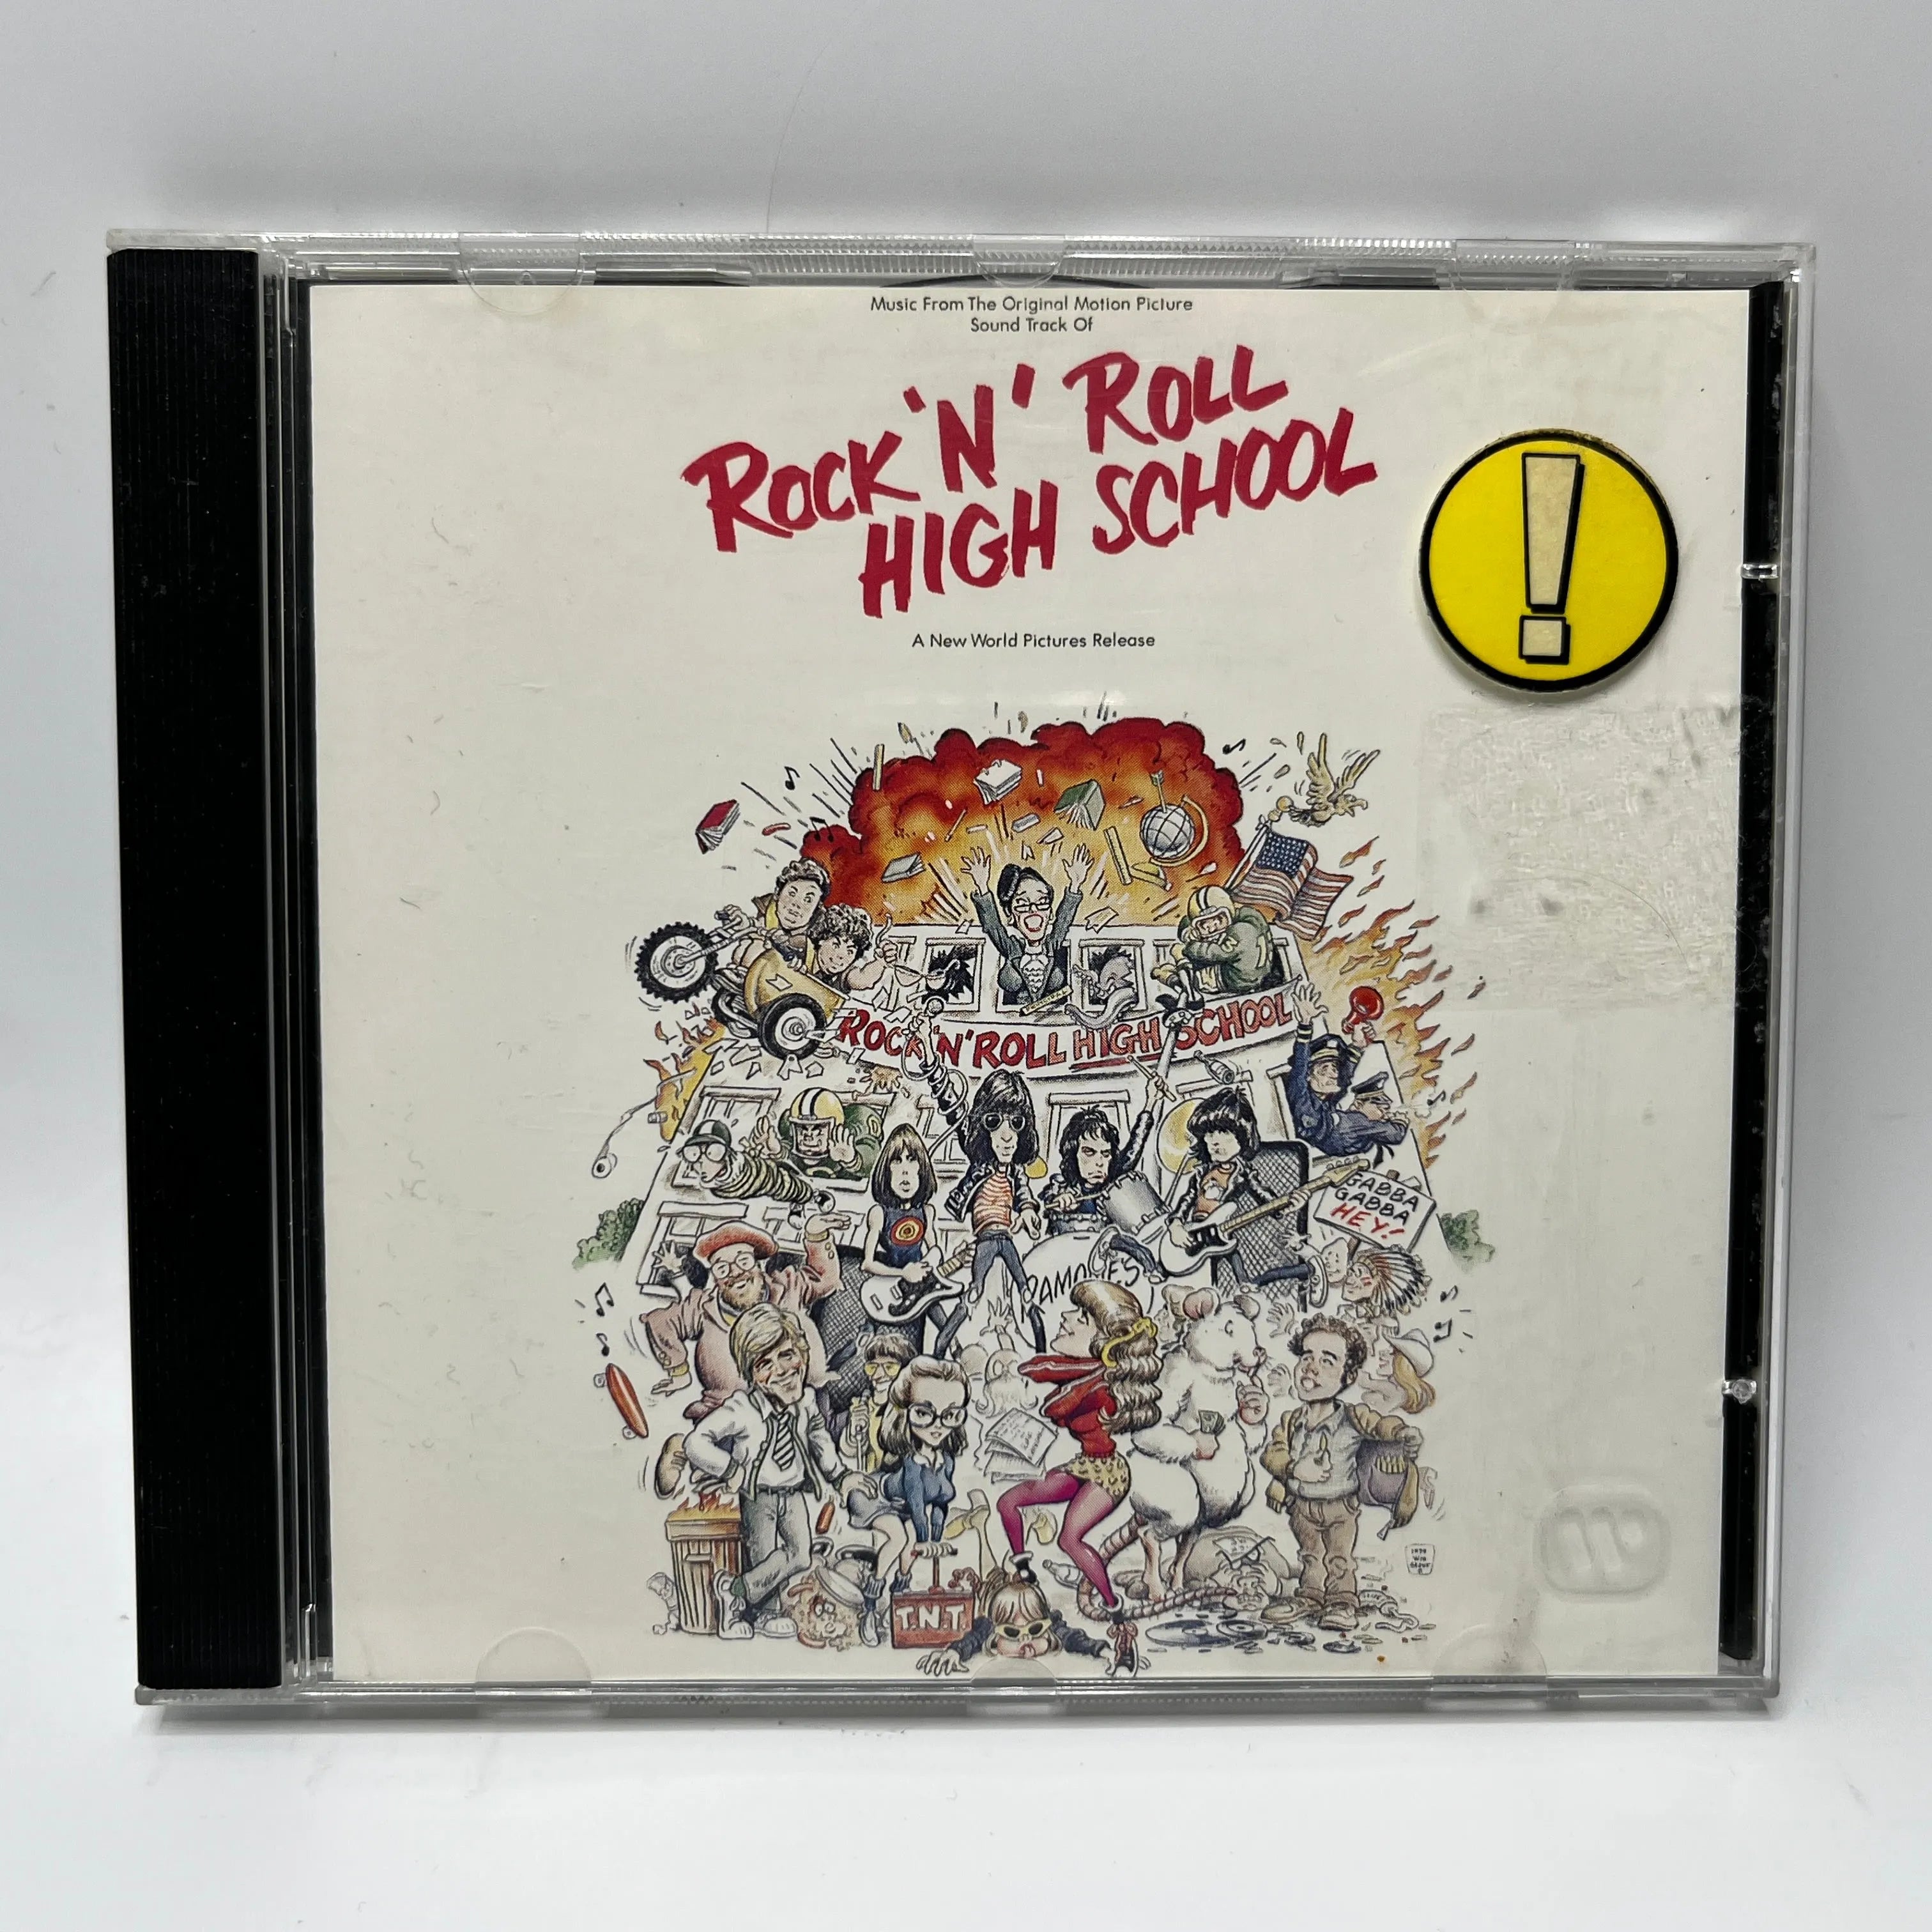 Music From The Original Motion Picture
Sound Track Of
ROCK 'N' ROLL
HIGH SCHOOL
!
A New World Pictures Release
ROCK 'N' ROLL HIGH SCHOOL
GABBA
GABBA
HEY!
RAMONES
T.N.T.